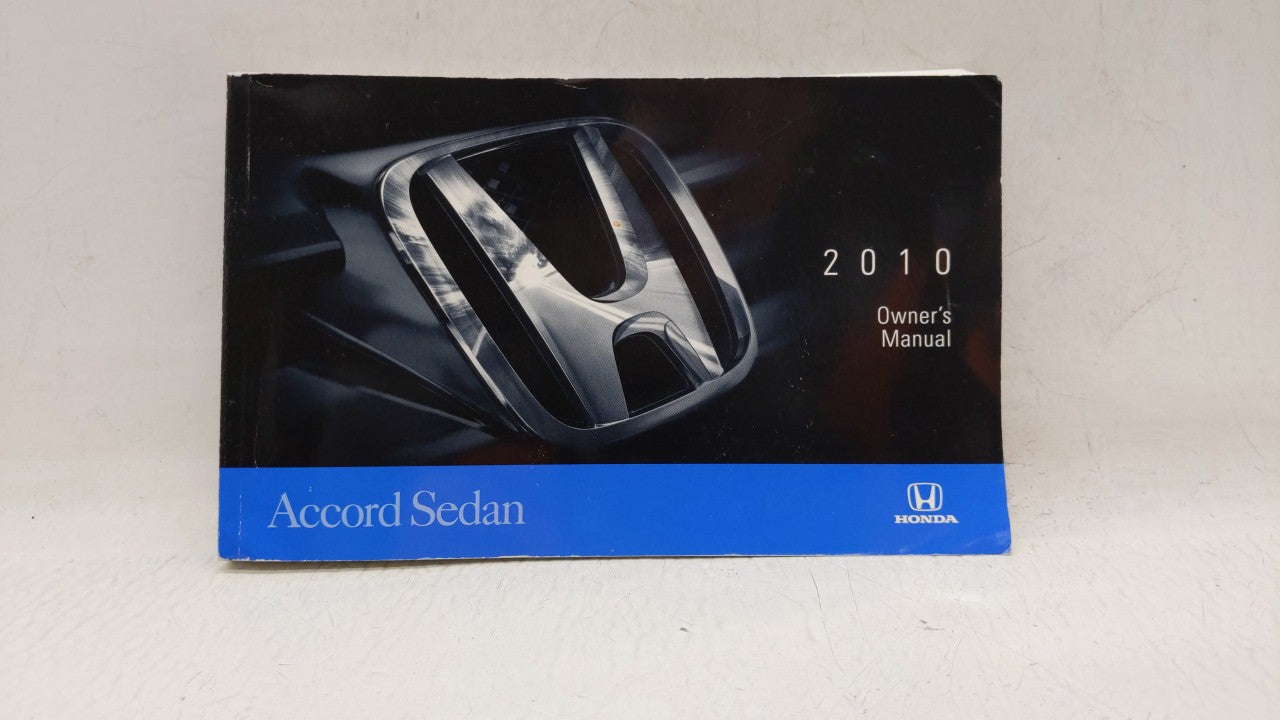 2010
Owner's
Manual
Accord Sedan
HONDA